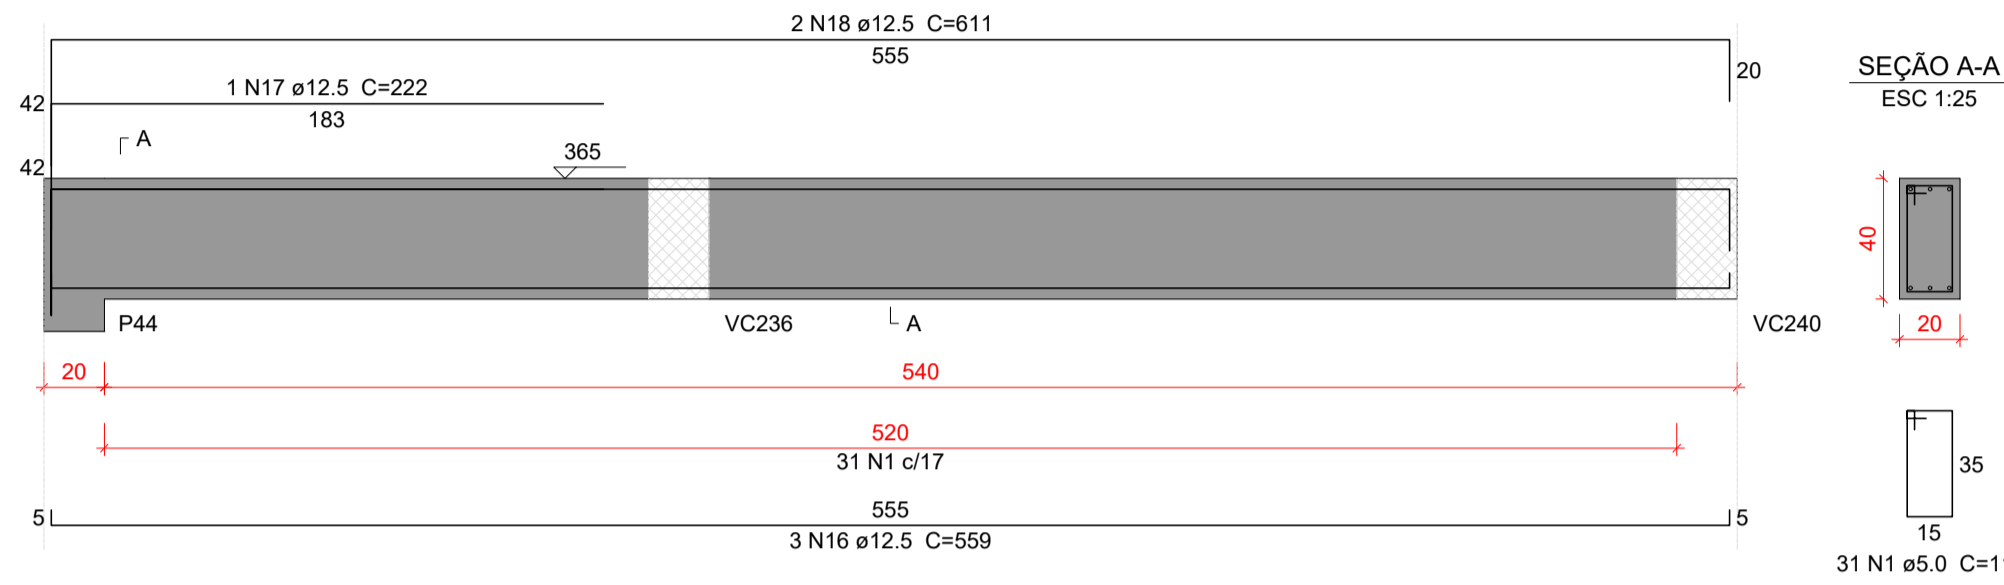 2 N18 ø12.5 C=611
555
20
1 N17 ø12.5 C=222
183
42
42
A
365
P44
VC236
A
VC240
20
540
520
31 N1 c/17
5
555
5
3 N16 ø12.5 C=559
SEÇÃO A-A
ESC 1:25
40
20
35
15
31 N1 ø5.0